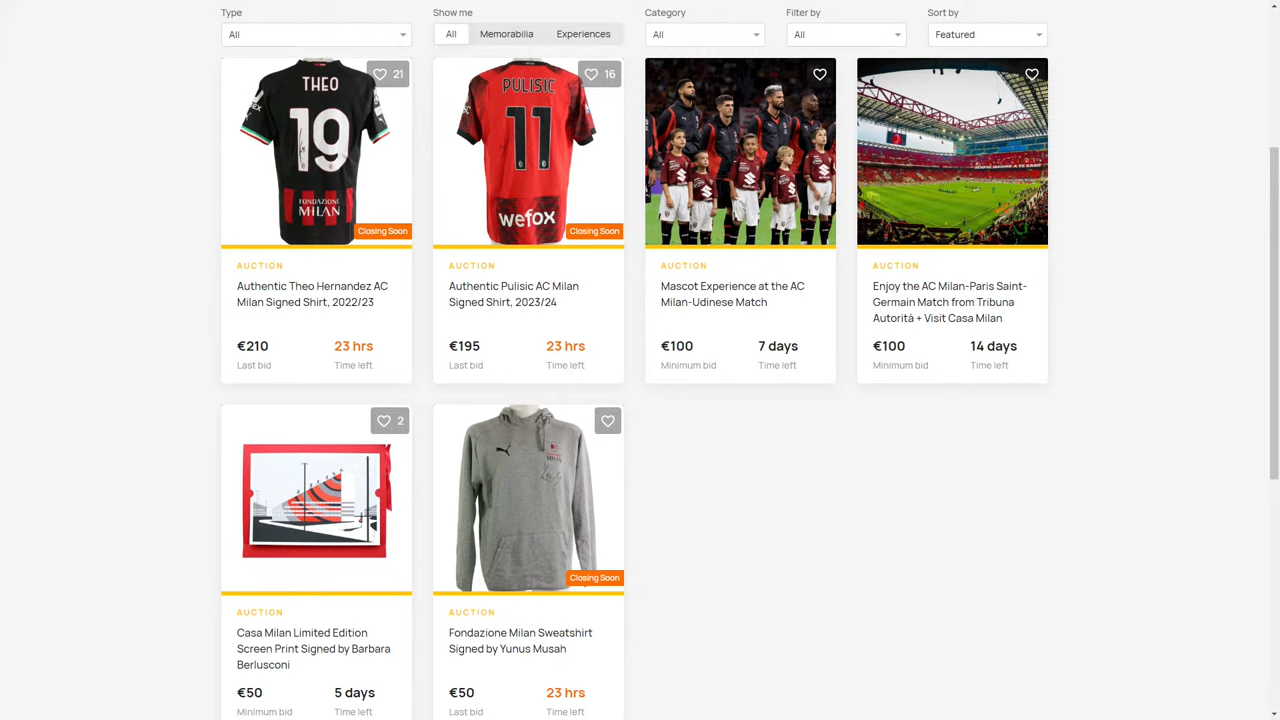 Type
Show me
Category
Filter by
Sort by
All
All
Memorabilia
Experiences
All
All
Featured
21
THEO
19
FONDAZIONE
MILAN
Closing Soon
16
PULISIC
11
wefox
Closing Soon
AUCTION
Authentic Theo Hernandez AC
Milan Signed Shirt, 2022/23
€210
23 hrs
Last bid
Time left
AUCTION
Authentic Pulisic AC Milan
Signed Shirt, 2023/24
€195
23 hrs
Last bid
Time left
AUCTION
Mascot Experience at the AC
Milan-Udinese Match
€100
7 days
Minimum bid
Time left
AUCTION
Enjoy the AC Milan-Paris Saint-
Germain Match from Tribuna
Autorità + Visit Casa Milan
€100
14 days
Minimum bid
Time left
2
AUCTION
Casa Milan Limited Edition
Screen Print Signed by Barbara
Berlusconi
€50
5 days
Minimum bid
Time left
Closing Soon
AUCTION
Fondazione Milan Sweatshirt
Signed by Yunus Musah
€50
23 hrs
Last bid
Time left